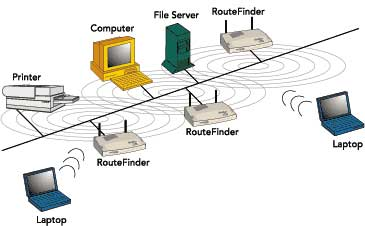 File Server
RouteFinder
Computer
Printer
RouteFinder
RouteFinder
Laptop
Laptop